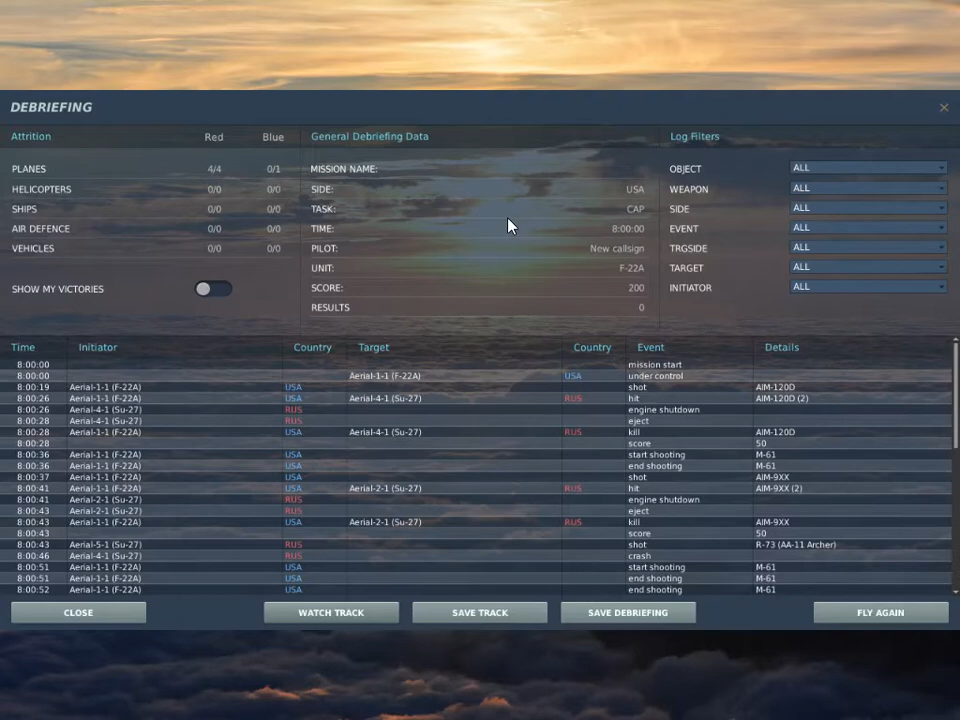 DEBRIEFING ×
Attrition Red Blue General Debriefing Data Log Filters
PLANES 4/4 0/1 MISSION NAME: OBJECT ALL
HELICOPTERS 0/0 0/0 SIDE: USA WEAPON ALL
SHIPS 0/0 0/0 TASK: CAP SIDE ALL
AIR DEFENCE 0/0 0/0 TIME: 8:00:00 EVENT ALL
VEHICLES 0/0 0/0 PILOT: New callsign TRGSIDE ALL
UNIT: F-22A TARGET ALL
SHOW MY VICTORIES SCORE: 200 INITIATOR ALL
RESULTS 0
Time Initiator Country Target Country Event Details
8:00:00 mission start
8:00:00 Aerial-1-1 (F-22A) USA under control
8:00:19 Aerial-1-1 (F-22A) USA shot AIM-120D
8:00:26 Aerial-1-1 (F-22A) USA Aerial-4-1 (Su-27) RUS hit AIM-120D (2)
8:00:26 Aerial-4-1 (Su-27) RUS engine shutdown
8:00:28 Aerial-4-1 (Su-27) RUS eject
8:00:28 Aerial-1-1 (F-22A) USA Aerial-4-1 (Su-27) RUS kill AIM-120D
8:00:28 score 50
8:00:36 Aerial-1-1 (F-22A) USA start shooting M-61
8:00:36 Aerial-1-1 (F-22A) USA end shooting M-61
8:00:37 Aerial-1-1 (F-22A) USA shot AIM-9XX
8:00:41 Aerial-1-1 (F-22A) USA Aerial-2-1 (Su-27) RUS hit AIM-9XX (2)
8:00:41 Aerial-2-1 (Su-27) RUS engine shutdown
8:00:43 Aerial-2-1 (Su-27) RUS eject
8:00:43 Aerial-1-1 (F-22A) USA Aerial-2-1 (Su-27) RUS kill AIM-9XX
8:00:43 score 50
8:00:43 Aerial-5-1 (Su-27) RUS shot R-73 (AA-11 Archer)
8:00:46 Aerial-4-1 (Su-27) RUS crash
8:00:51 Aerial-1-1 (F-22A) USA start shooting M-61
8:00:51 Aerial-1-1 (F-22A) USA end shooting M-61
8:00:52 Aerial-1-1 (F-22A) USA end shooting M-61
CLOSE WATCH TRACK SAVE TRACK SAVE DEBRIEFING FLY AGAIN